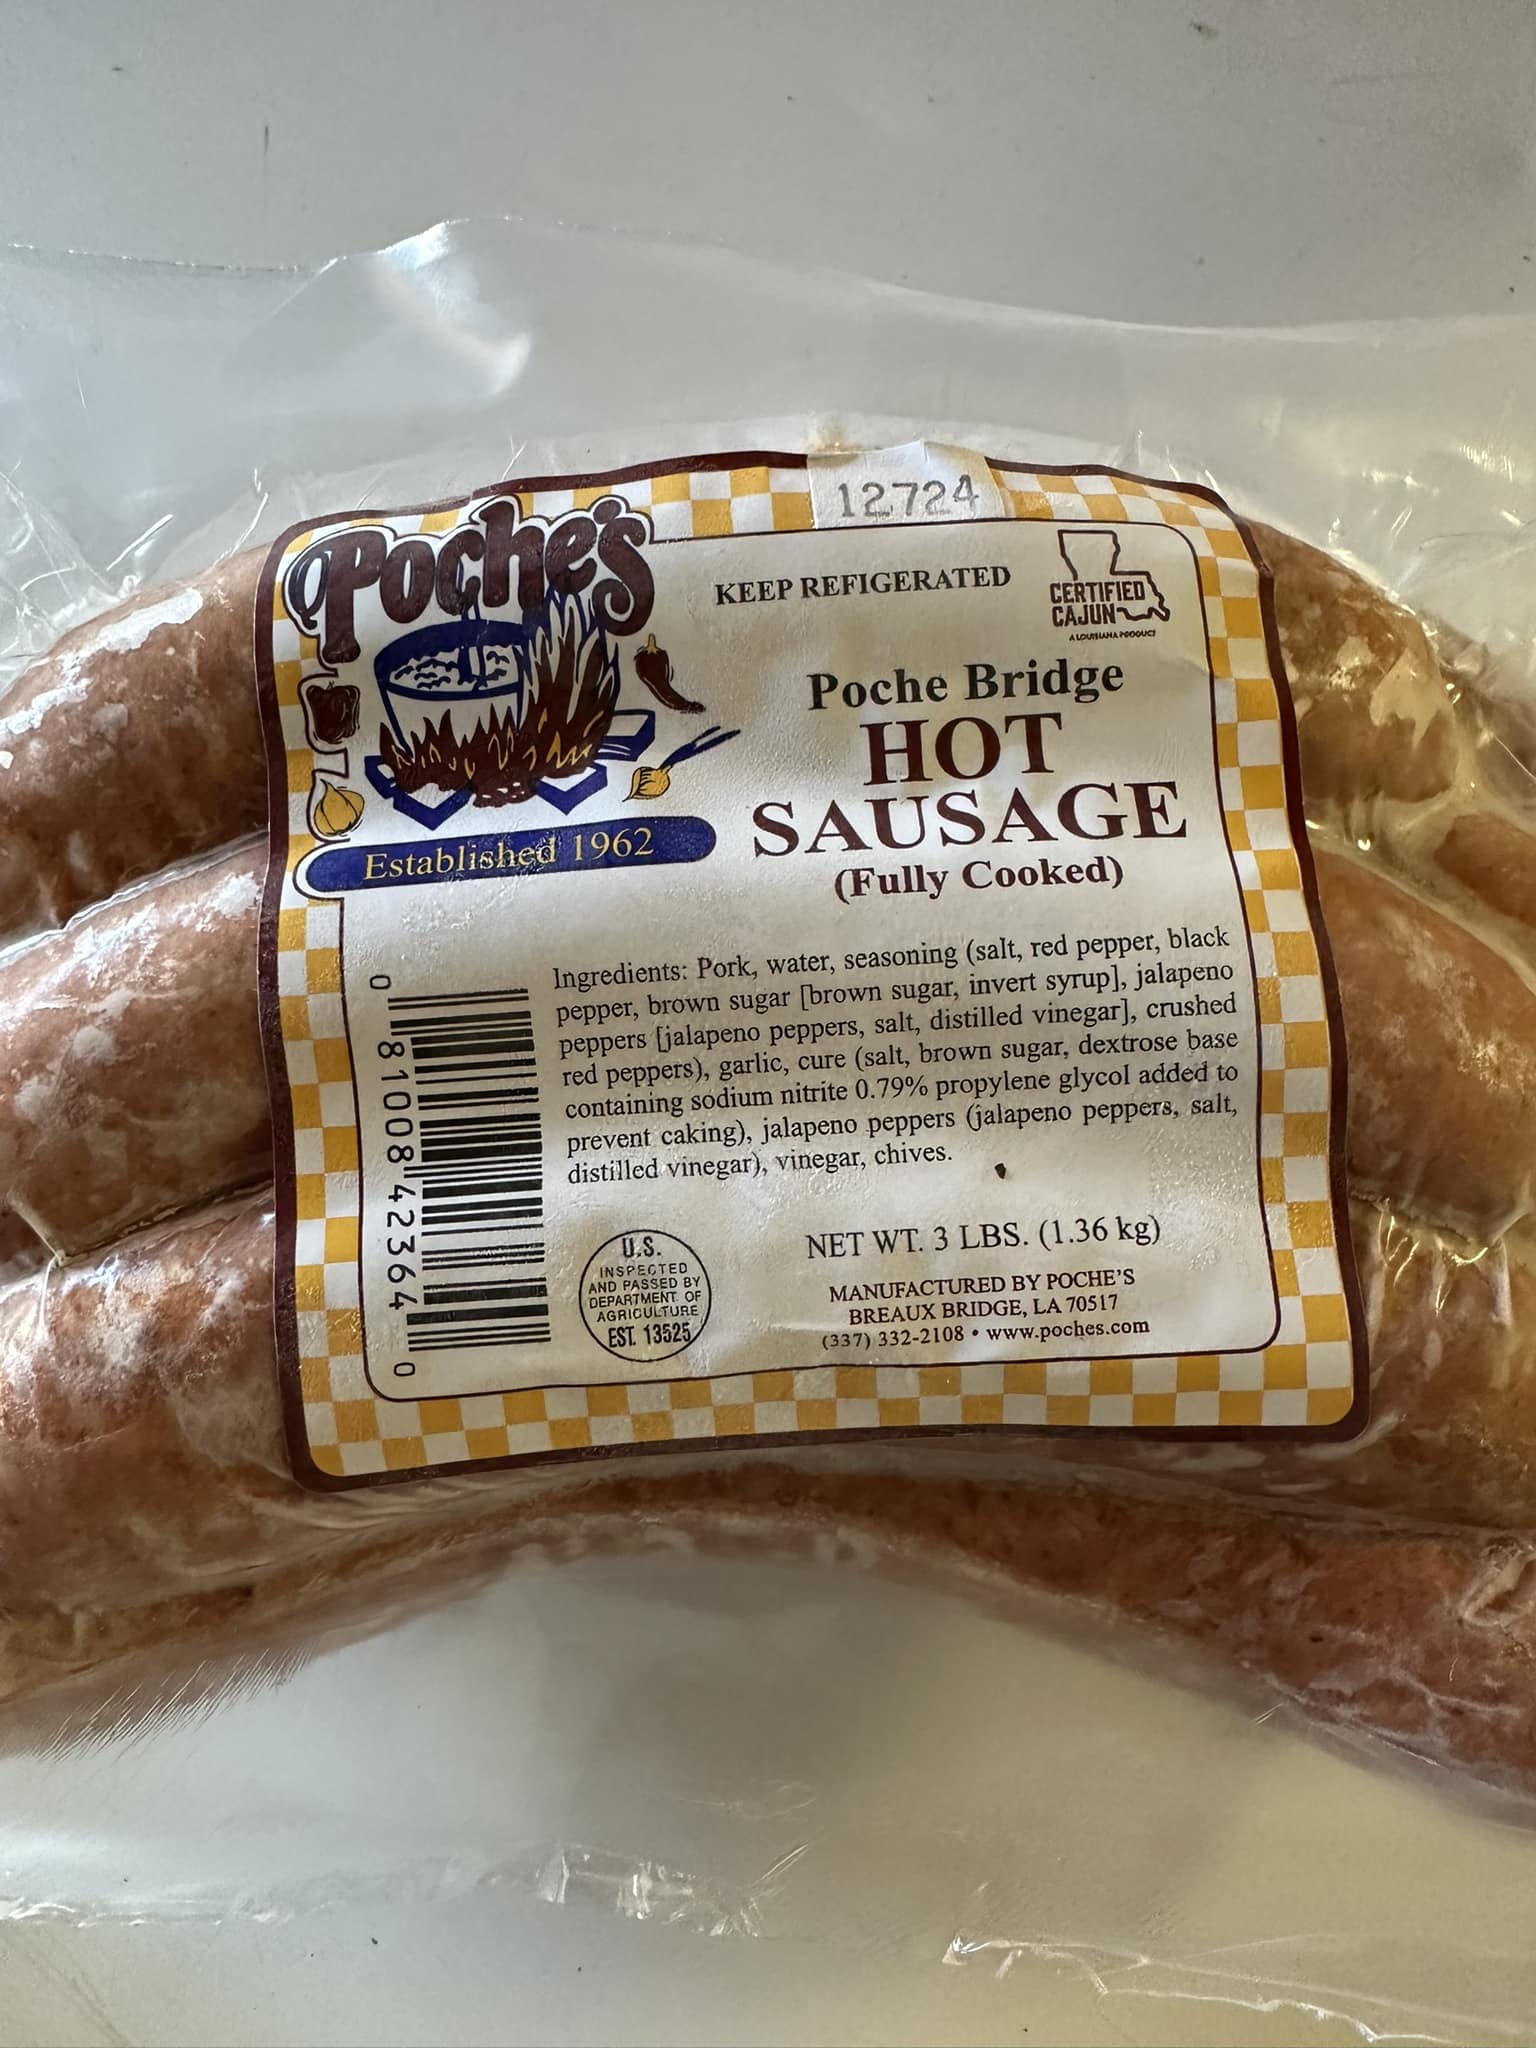 12724
Poche's
KEEP REFIGERATED
CERTIFIED
CAJUN
A LOUISIANA PRODUCT
Poche Bridge
HOT
SAUSAGE
(Fully Cooked)
Established 1962
Ingredients: Pork, water, seasoning (salt, red pepper, black
pepper, brown sugar [brown sugar, invert syrup], jalapeno
peppers [jalapeno peppers, salt, distilled vinegar], crushed
red peppers), garlic, cure (salt, brown sugar, dextrose base
containing sodium nitrite 0.79% propylene glycol added to
prevent caking), jalapeno peppers (jalapeno peppers, salt,
distilled vinegar), vinegar, chives.
0 81008 42364 0
U.S.
INSPECTED
AND PASSED BY
DEPARTMENT OF
AGRICULTURE
EST. 13525
NET WT. 3 LBS. (1.36 kg)
MANUFACTURED BY POCHE'S
BREAUX BRIDGE, LA 70517
(337) 332-2108 • www.poches.com